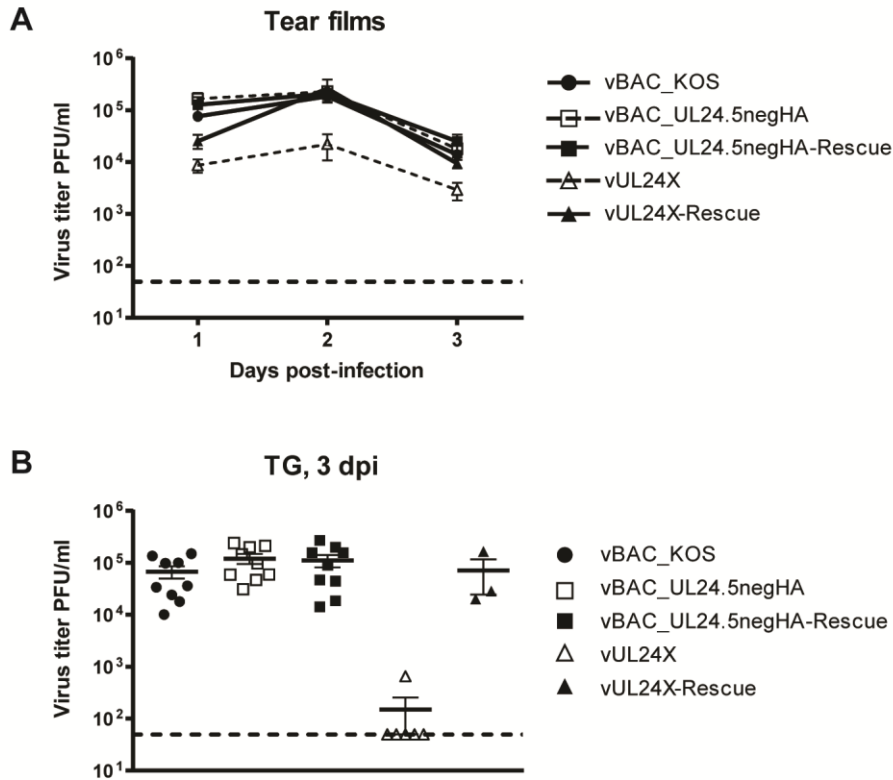 A
Tear films
Virus titer PFU/ml
10^6
10^5
10^4
10^3
10^2
10^1
1 2 3
Days post-infection
vBAC_KOS
vBAC_UL24.5negHA
vBAC_UL24.5negHA-Rescue
vUL24X
vUL24X-Rescue
B
TG, 3 dpi
Virus titer PFU/ml
10^6
10^5
10^4
10^3
10^2
10^1
vBAC_KOS
vBAC_UL24.5negHA
vBAC_UL24.5negHA-Rescue
vUL24X
vUL24X-Rescue